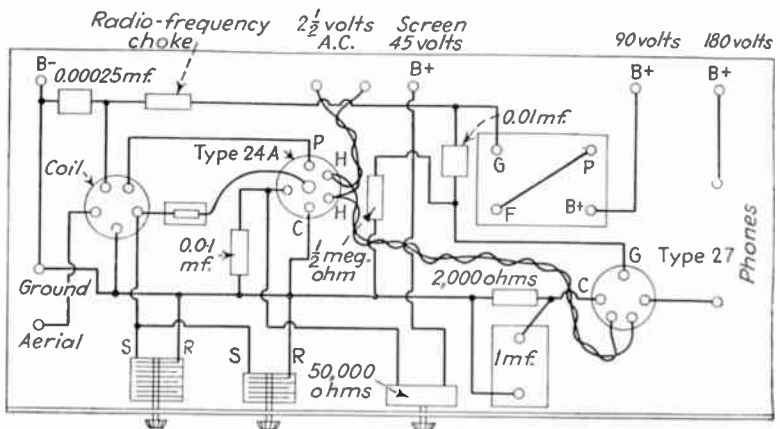 Radio-frequency
choke
2½ volts
A.C.
Screen
45 volts
90 volts
180 volts
B-
0.00025 mf.
B+
B+
B+
0.01 mf.
P
Type 24A
H
G
P
Coil
F
B+
C
H
0.01
mf.
½ meg.
ohm
G
Type 27
Phones
Ground
2,000 ohms
C
Aerial
S
R
S
R
50,000
ohms
1 mf.